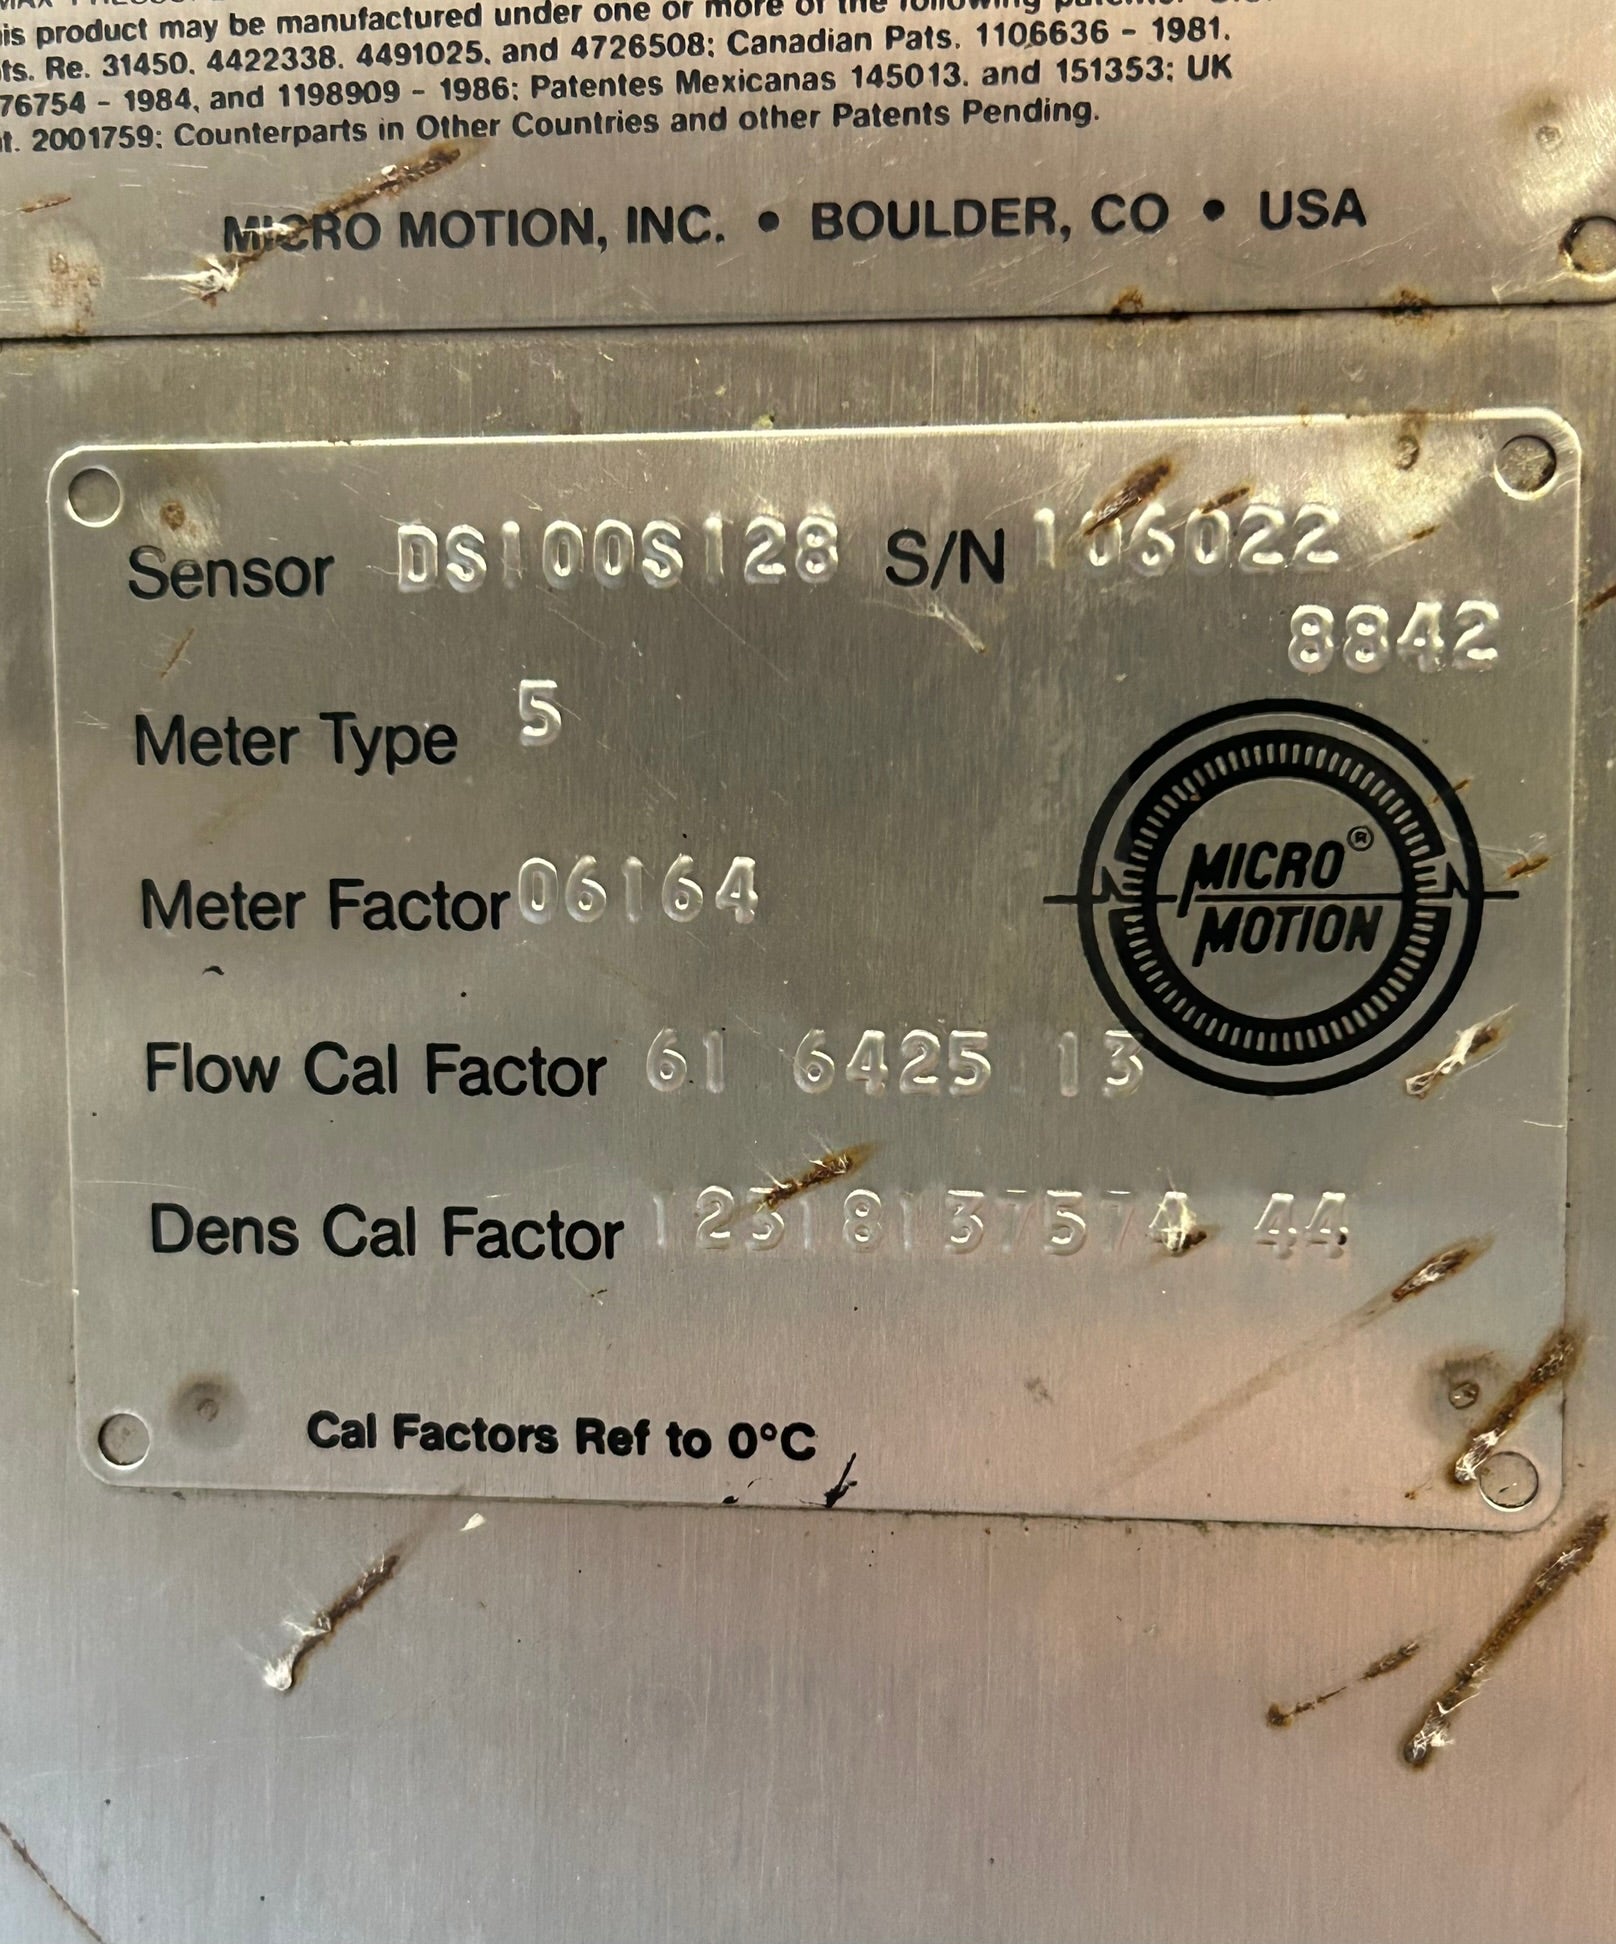 is product may be manufactured under one or more of the following
ts. Re. 31450, 4422338, 4491025, and 4726508; Canadian Pats. 1106636 - 1981,
76754 - 1984, and 1198909 - 1986; Patentes Mexicanas 145013, and 151353; UK
t. 2001759; Counterparts in Other Countries and other Patents Pending.
MICRO MOTION, INC. • BOULDER, CO • USA
Sensor DS100S128 S/N 106022
8842
Meter Type 5
Meter Factor 06164
MICRO®
MOTION
Flow Cal Factor 61 6425 13
Dens Cal Factor 44
Cal Factors Ref to 0°C